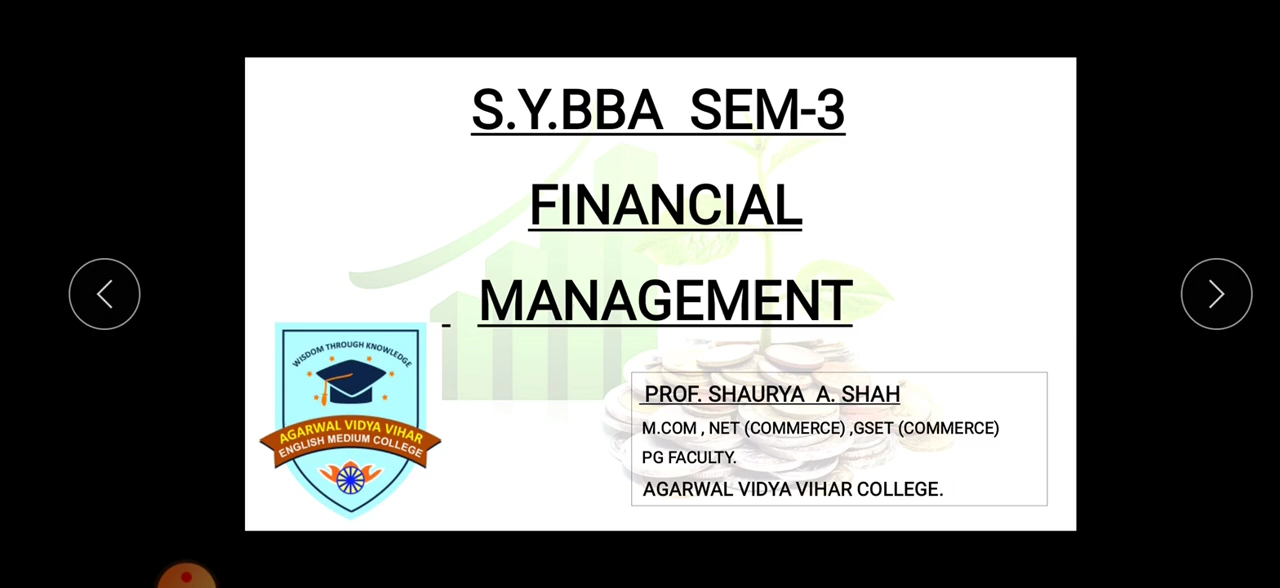 S.Y.BBA SEM-3
FINANCIAL
MANAGEMENT
WISDOM THROUGH KNOWLEDGE
AGARWAL VIDYA VIHAR
ENGLISH MEDIUM COLLEGE
PROF. SHAURYA A. SHAH
M.COM , NET (COMMERCE) ,GSET (COMMERCE)
PG FACULTY.
AGARWAL VIDYA VIHAR COLLEGE.